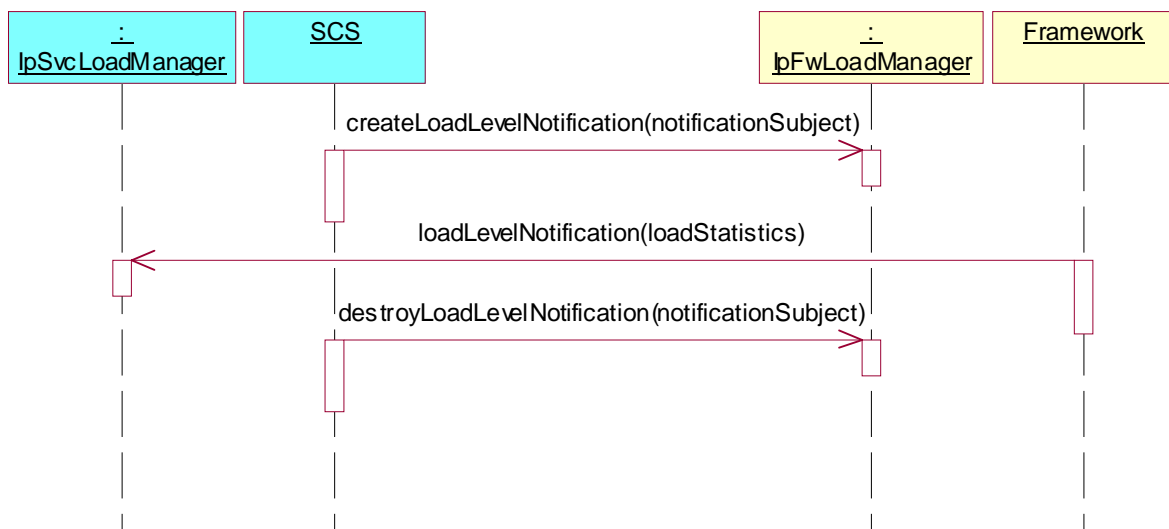 :
IpSvcLoadManager
SCS
:
IpFwLoadManager
Framework
createLoadLevelNotification(notificationSubject)
loadLevelNotification(loadStatistics)
destroyLoadLevelNotification(notificationSubject)